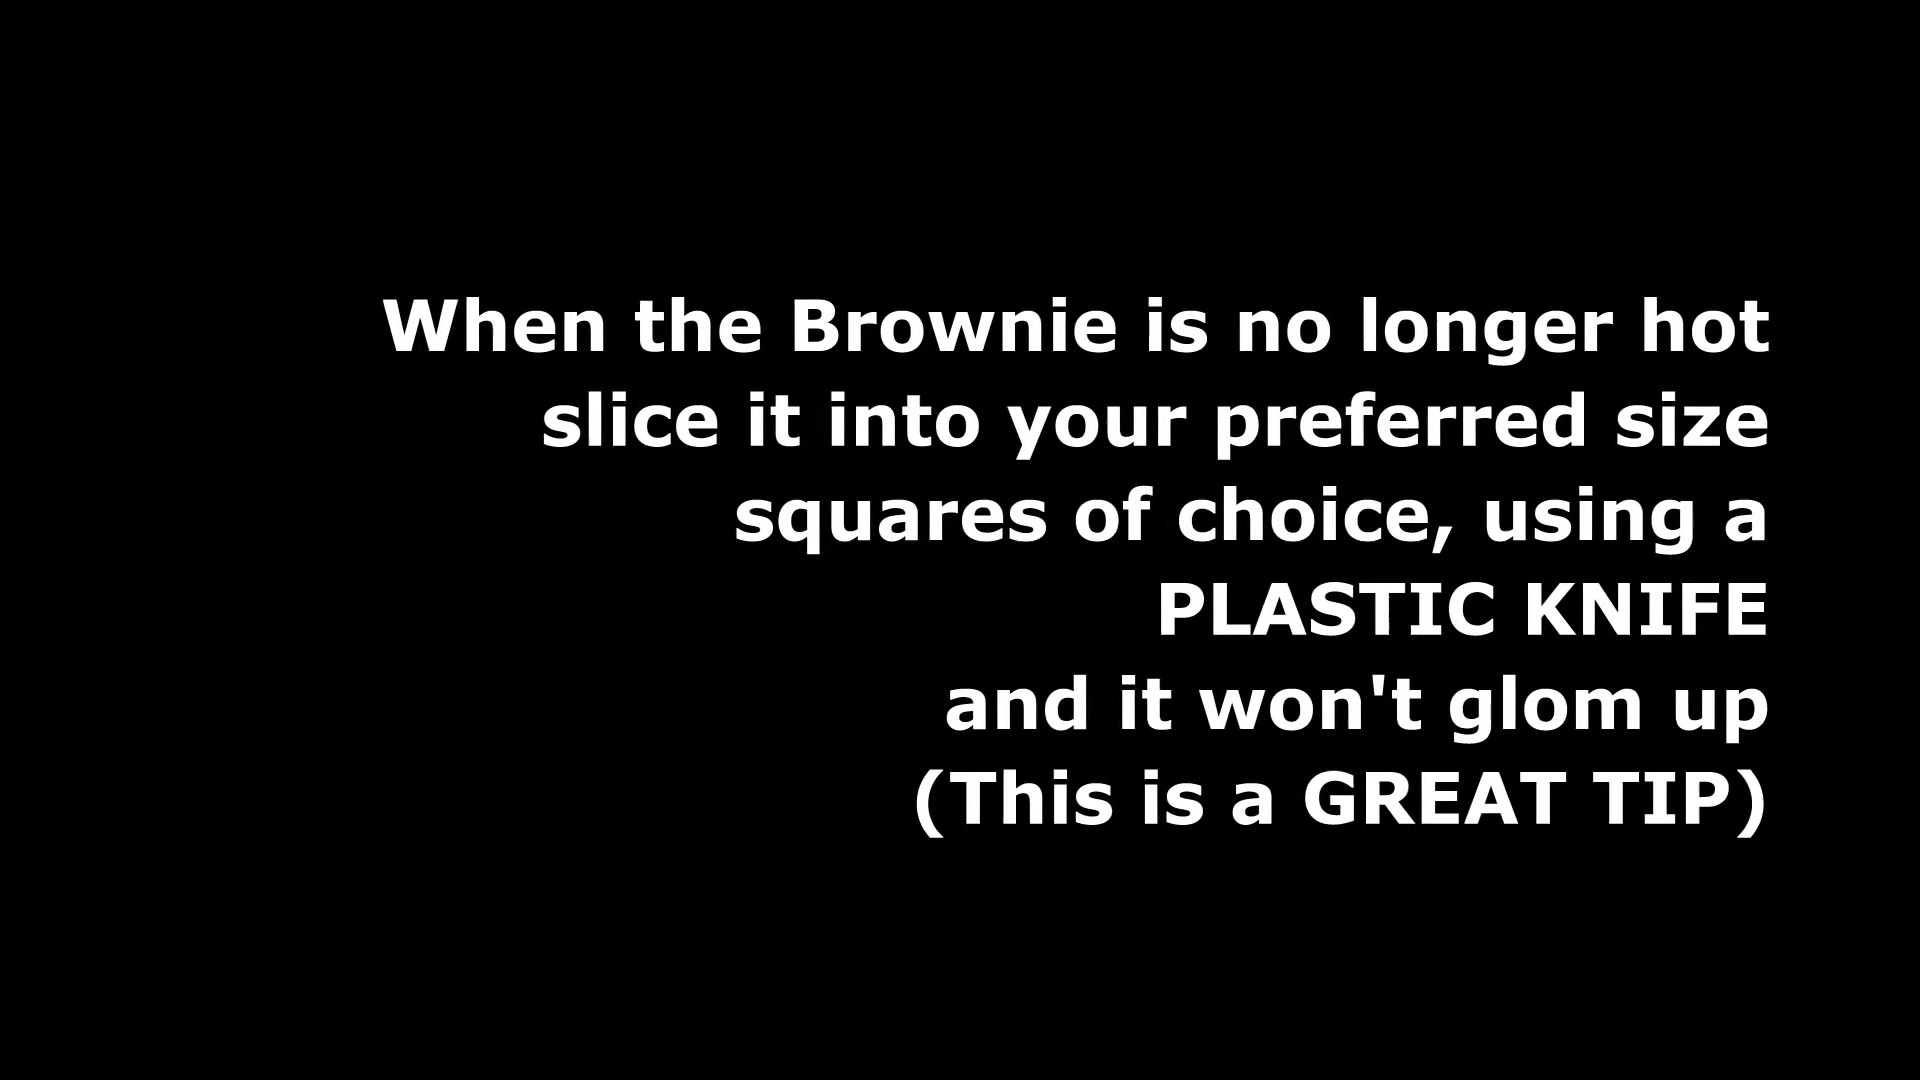 When the Brownie is no longer hot
slice it into your preferred size
squares of choice, using a
PLASTIC KNIFE
and it won't glom up
(This is a GREAT TIP)